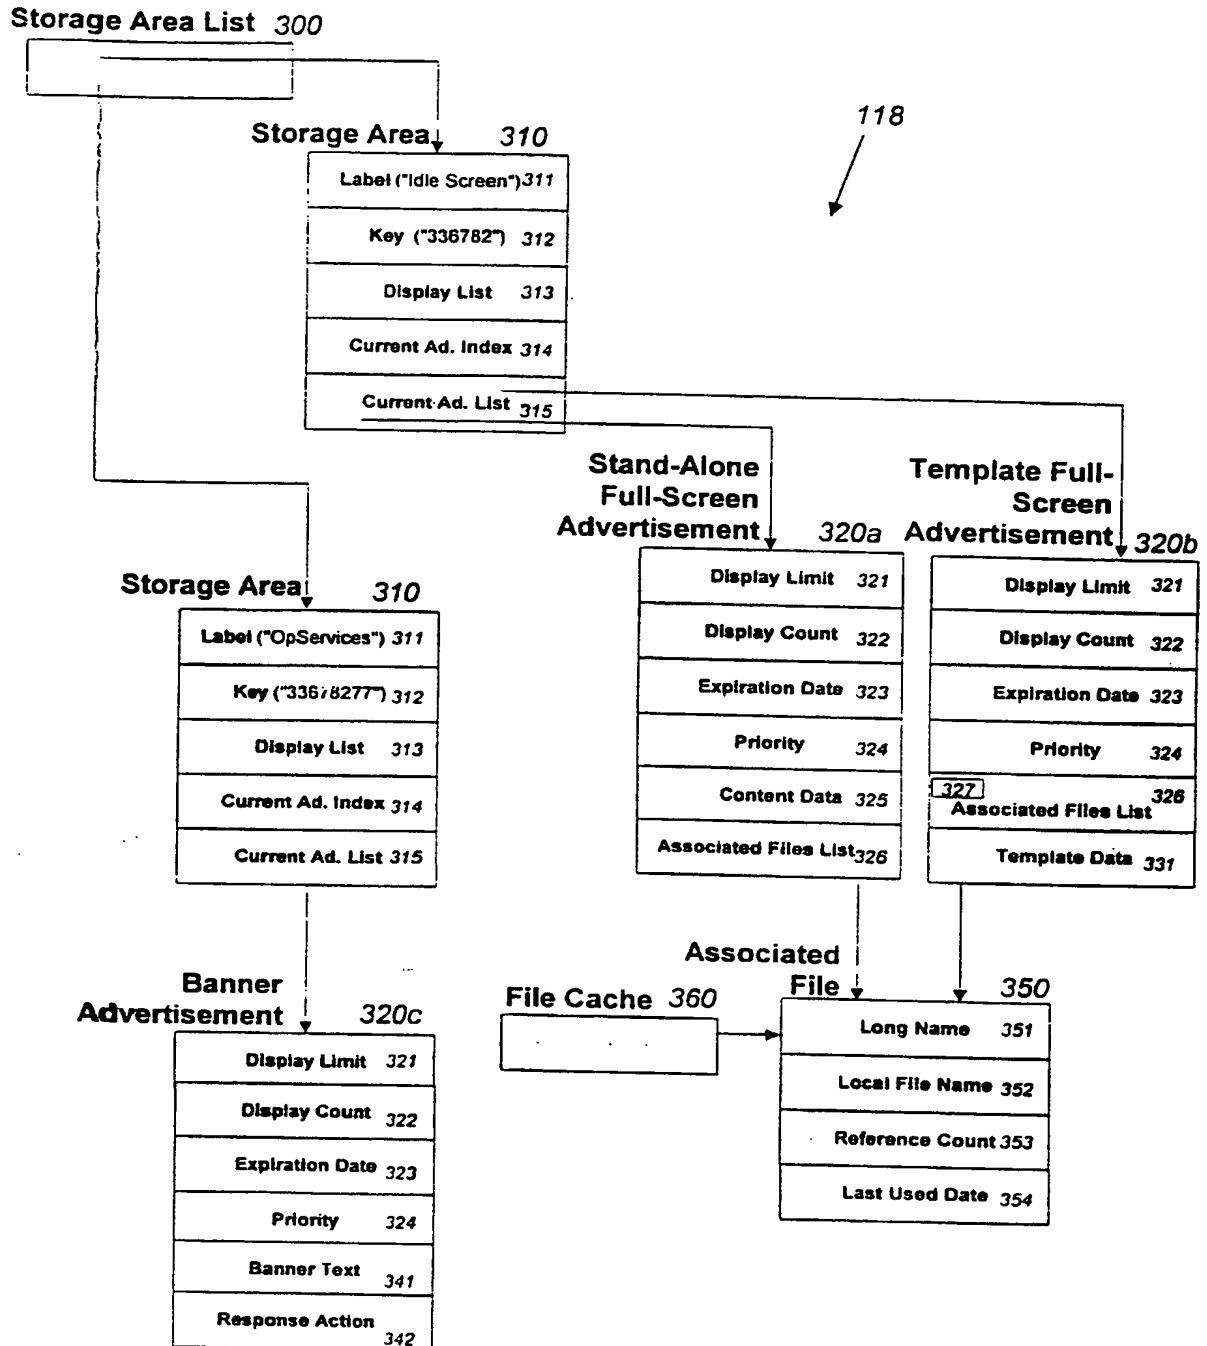 Storage Area List 300
118
Storage Area 310
Label ("Idle Screen") 311
Key ("336782") 312
Display List 313
Current Ad. Index 314
Current Ad. List 315
Stand-Alone
Full-Screen
Advertisement 320a
Display Limit 321
Display Count 322
Expiration Date 323
Priority 324
Content Data 325
Associated Files List 326
Template Full-
Screen
Advertisement 320b
Display Limit 321
Display Count 322
Expiration Date 323
Priority 324
327 326
Associated Files List
Template Data 331
Storage Area 310
Label ("OpServices") 311
Key ("33678277") 312
Display List 313
Current Ad. Index 314
Current Ad. List 315
Banner
Advertisement 320c
Display Limit 321
Display Count 322
Expiration Date 323
Priority 324
Banner Text 341
Response Action
342
File Cache 360
Associated
File 350
Long Name 351
Local File Name 352
Reference Count 353
Last Used Date 354